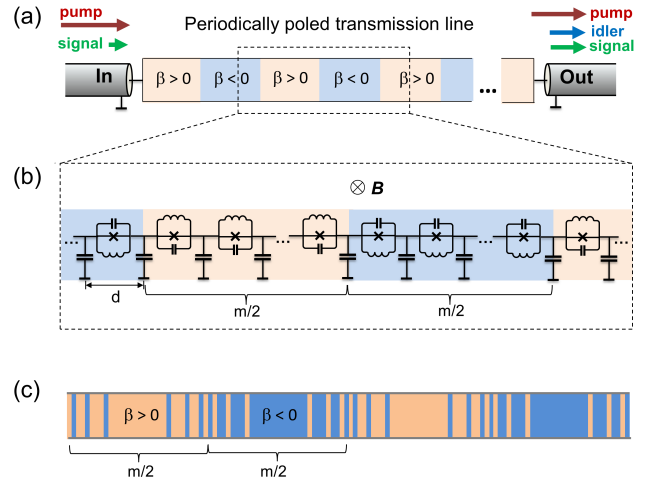 (a)
pump
signal
Periodically poled transmission line
pump
idler
signal
In
β > 0
β < 0
β > 0
β < 0
β > 0
...
Out
(b)
B
...
...
...
...
d
m/2
m/2
(c)
β > 0
β < 0
m/2
m/2